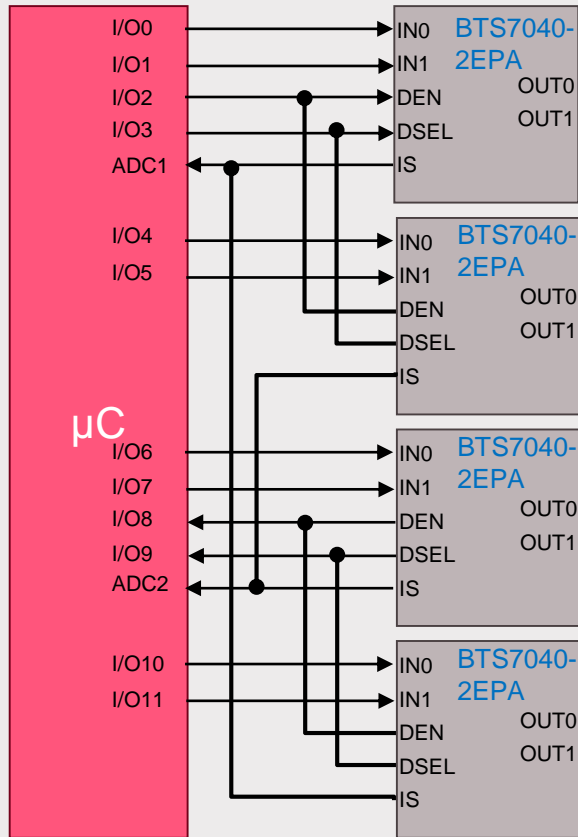 I/O0
I/O1
I/O2
I/O3
ADC1
I/O4
I/O5
µC
I/O6
I/O7
I/O8
I/O9
ADC2
I/O10
I/O11
IN0
IN1
DEN
DSEL
IS
BTS7040-
2EPA
OUT0
OUT1
IN0
IN1
DEN
DSEL
IS
BTS7040-
2EPA
OUT0
OUT1
IN0
IN1
DEN
DSEL
IS
BTS7040-
2EPA
OUT0
OUT1
IN0
IN1
DEN
DSEL
IS
BTS7040-
2EPA
OUT0
OUT1